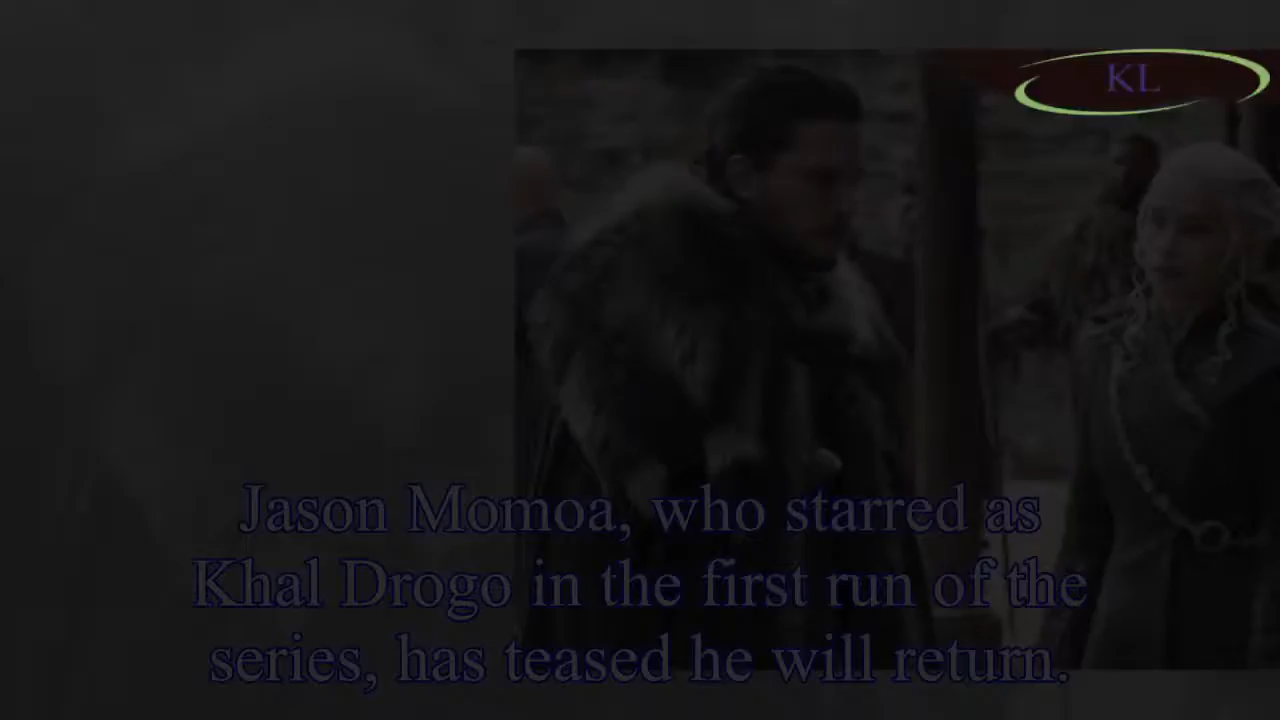 KL
Jason Momoa, who starred as
Khal Drogo in the first run of the
series, has teased he will return.